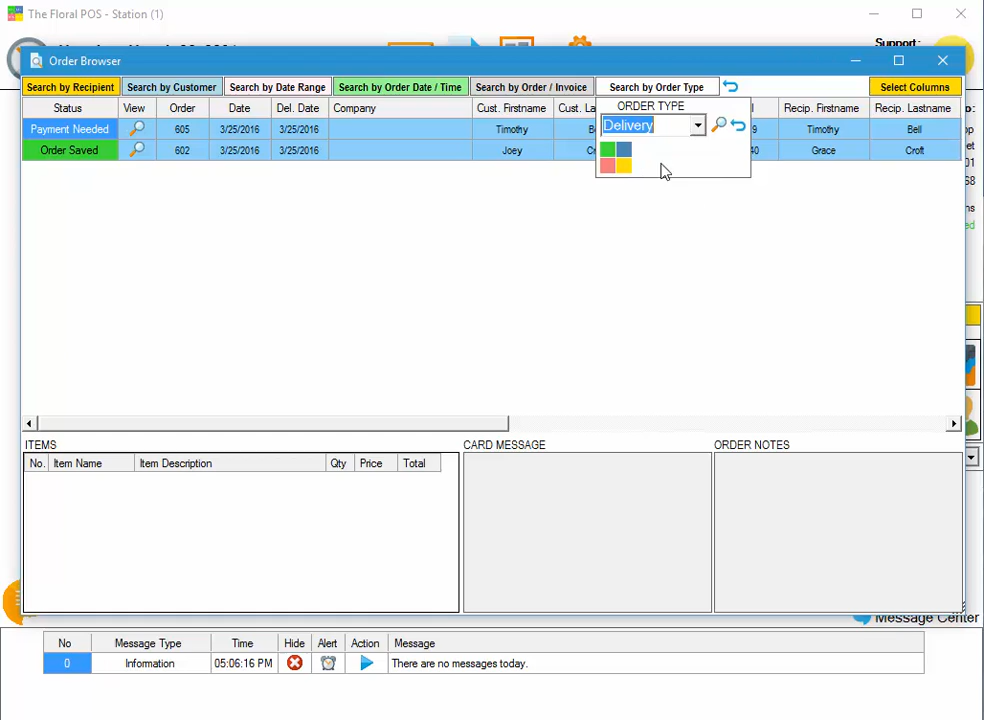 The Floral POS - Station (1)
Support:
Order Browser
Search by Recipient Search by Customer Search by Date Range Search by Order Date / Time Search by Order / Invoice Search by Order Type Select Columns
Status View Order Date Del. Date Company Cust. Firstname Cust. La Recip. Firstname Recip. Lastname
ORDER TYPE
Delivery
Payment Needed 605 3/25/2016 3/25/2016 Timothy Be 9 Timothy Bell
Order Saved 602 3/25/2016 3/25/2016 Joey Cr 40 Grace Croft
ITEMS CARD MESSAGE ORDER NOTES
No. Item Name Item Description Qty Price Total
Message Center
No Message Type Time Hide Alert Action Message
0 Information 05:06:16 PM There are no messages today.